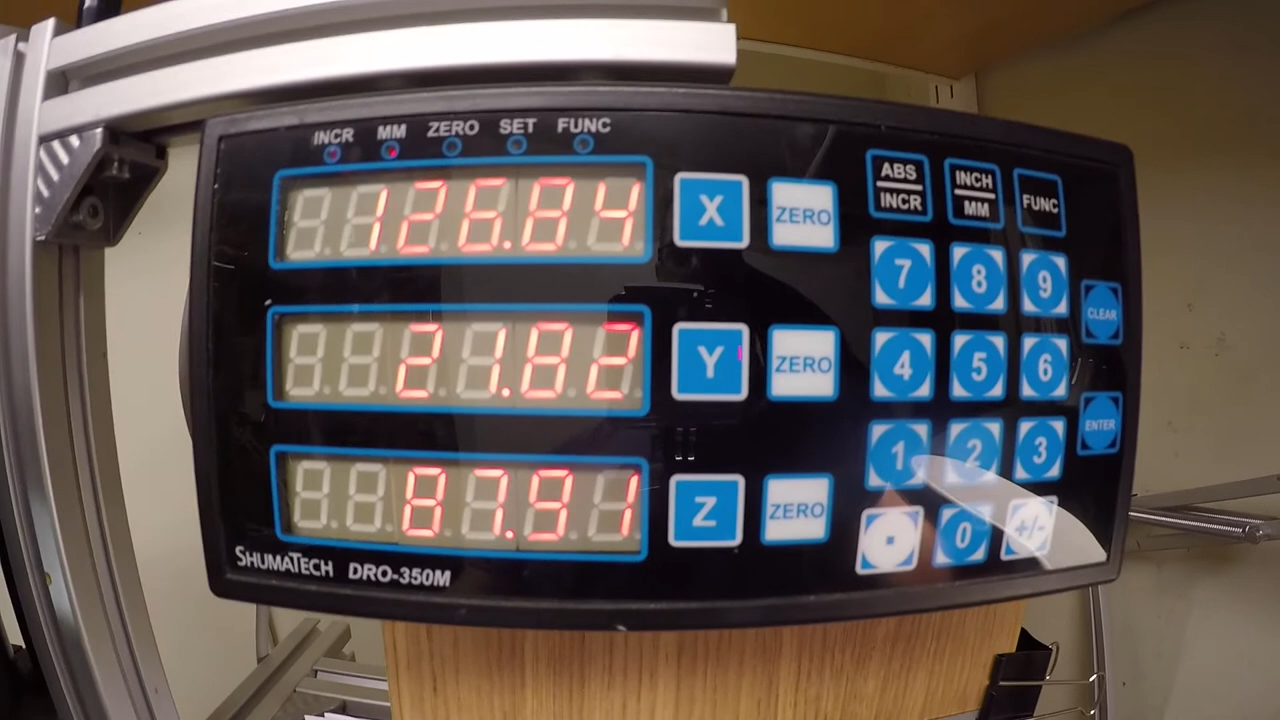 INCR MM ZERO SET FUNC
126.84 X ZERO
21.82 Y ZERO
87.91 Z ZERO
ABS INCR
INCH MM
FUNC
7 8 9
CLEAR
4 5 6
ENTER
1 2 3
. 0 +/-
SHUMATECH DRO-350M